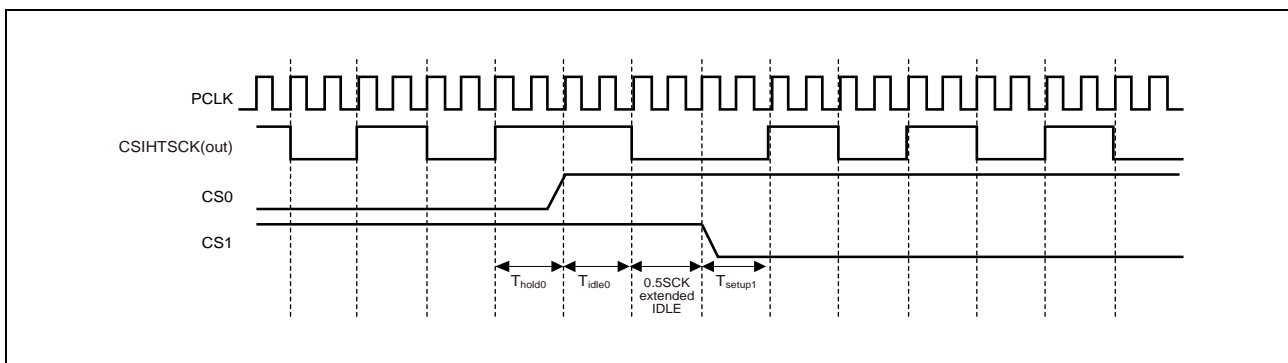 PCLK
CSIHTSCK(out)
CS0
CS1
Thold0
Tidle0
0.5SCK
extended
IDLE
Tsetup1